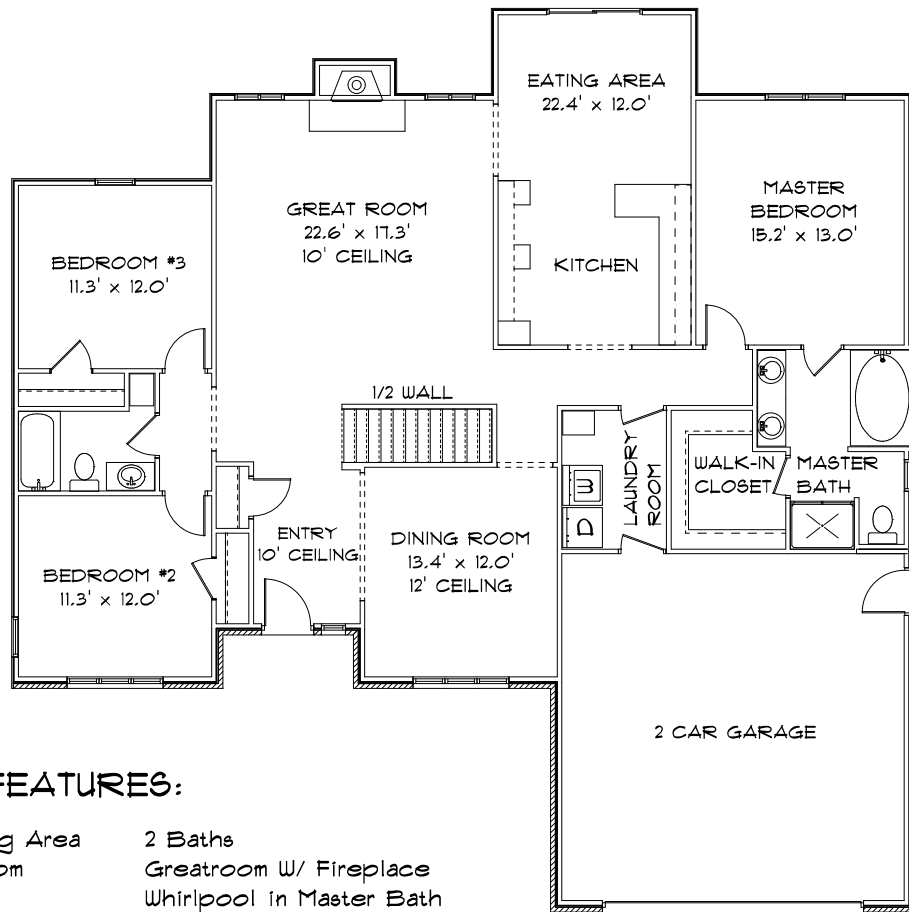 EATING AREA
22.4' x 12.0'
MASTER
BEDROOM
15.2' x 13.0'
GREAT ROOM
22.6' x 17.3'
10' CEILING
BEDROOM #3
11.3' x 12.0'
KITCHEN
1/2 WALL
LAUNDRY
ROOM
W
D
WALK-IN
CLOSET
MASTER
BATH
ENTRY
10' CEILING
DINING ROOM
13.4' x 12.0'
12' CEILING
BEDROOM #2
11.3' x 12.0'
2 CAR GARAGE
FEATURES:
g Area 2 Baths
om Greatroom W/ Fireplace
Whirlpool in Master Bath